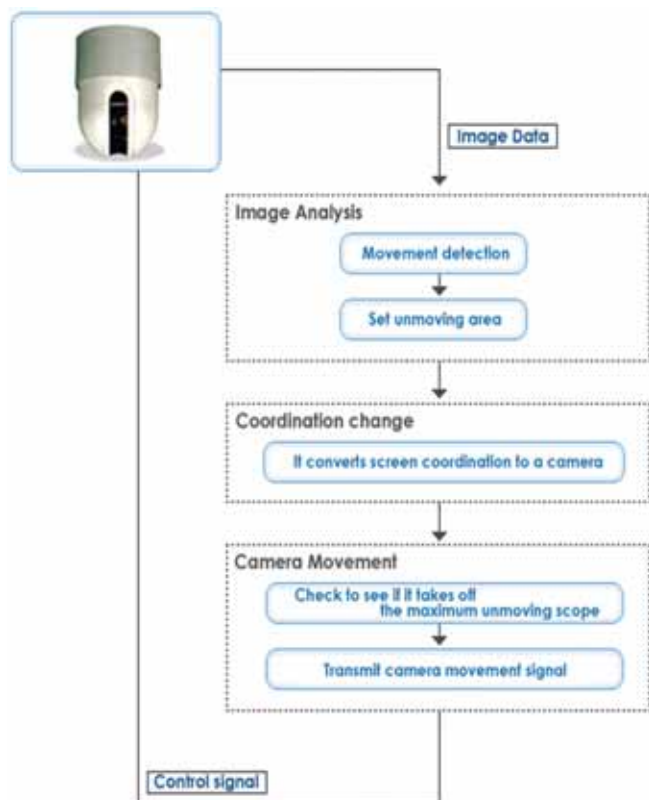 Image Data
Image Analysis
Movement detection
Set unmoving area
Coordination change
It converts screen coordination to a camera
Camera Movement
Check to see if it takes off
the maximum unmoving scope
Transmit camera movement signal
Control signal